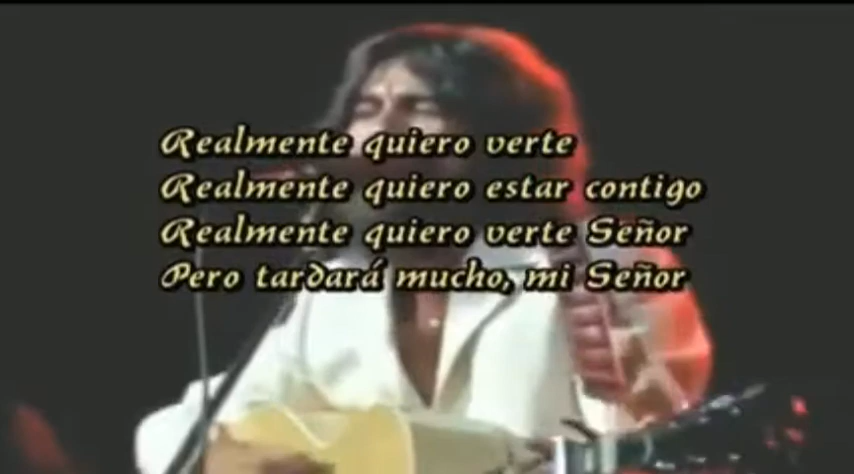 Realmente quiero verte
Realmente quiero estar contigo
Realmente quiero verte Señor
Pero tardará mucho, mi Señor